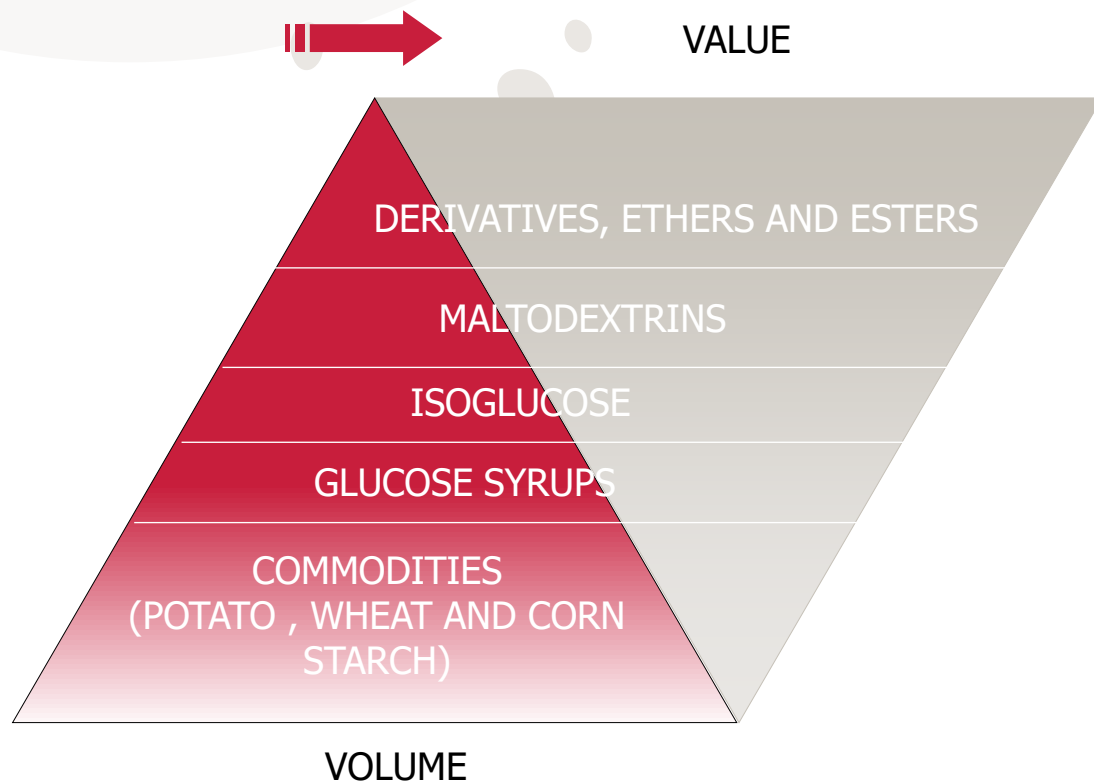 VALUE
DERIVATIVES, ETHERS AND ESTERS
MALTODEXTRINS
ISOGLUCOSE
GLUCOSE SYRUPS
COMMODITIES
(POTATO , WHEAT AND CORN
STARCH)
VOLUME